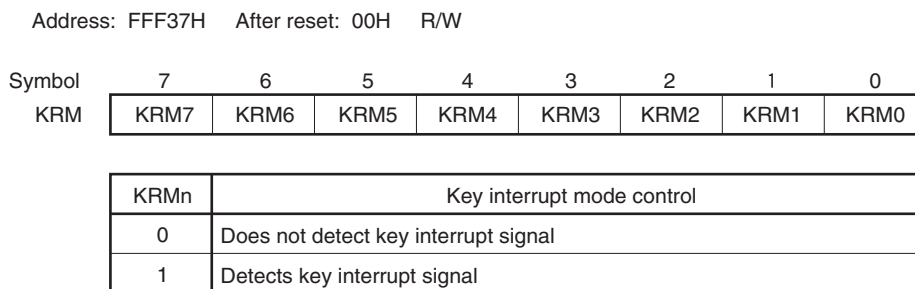 Address: FFF37H After reset: 00H R/W
Symbol 7 6 5 4 3 2 1 0
KRM KRM7 KRM6 KRM5 KRM4 KRM3 KRM2 KRM1 KRM0
KRMn Key interrupt mode control
0 Does not detect key interrupt signal
1 Detects key interrupt signal